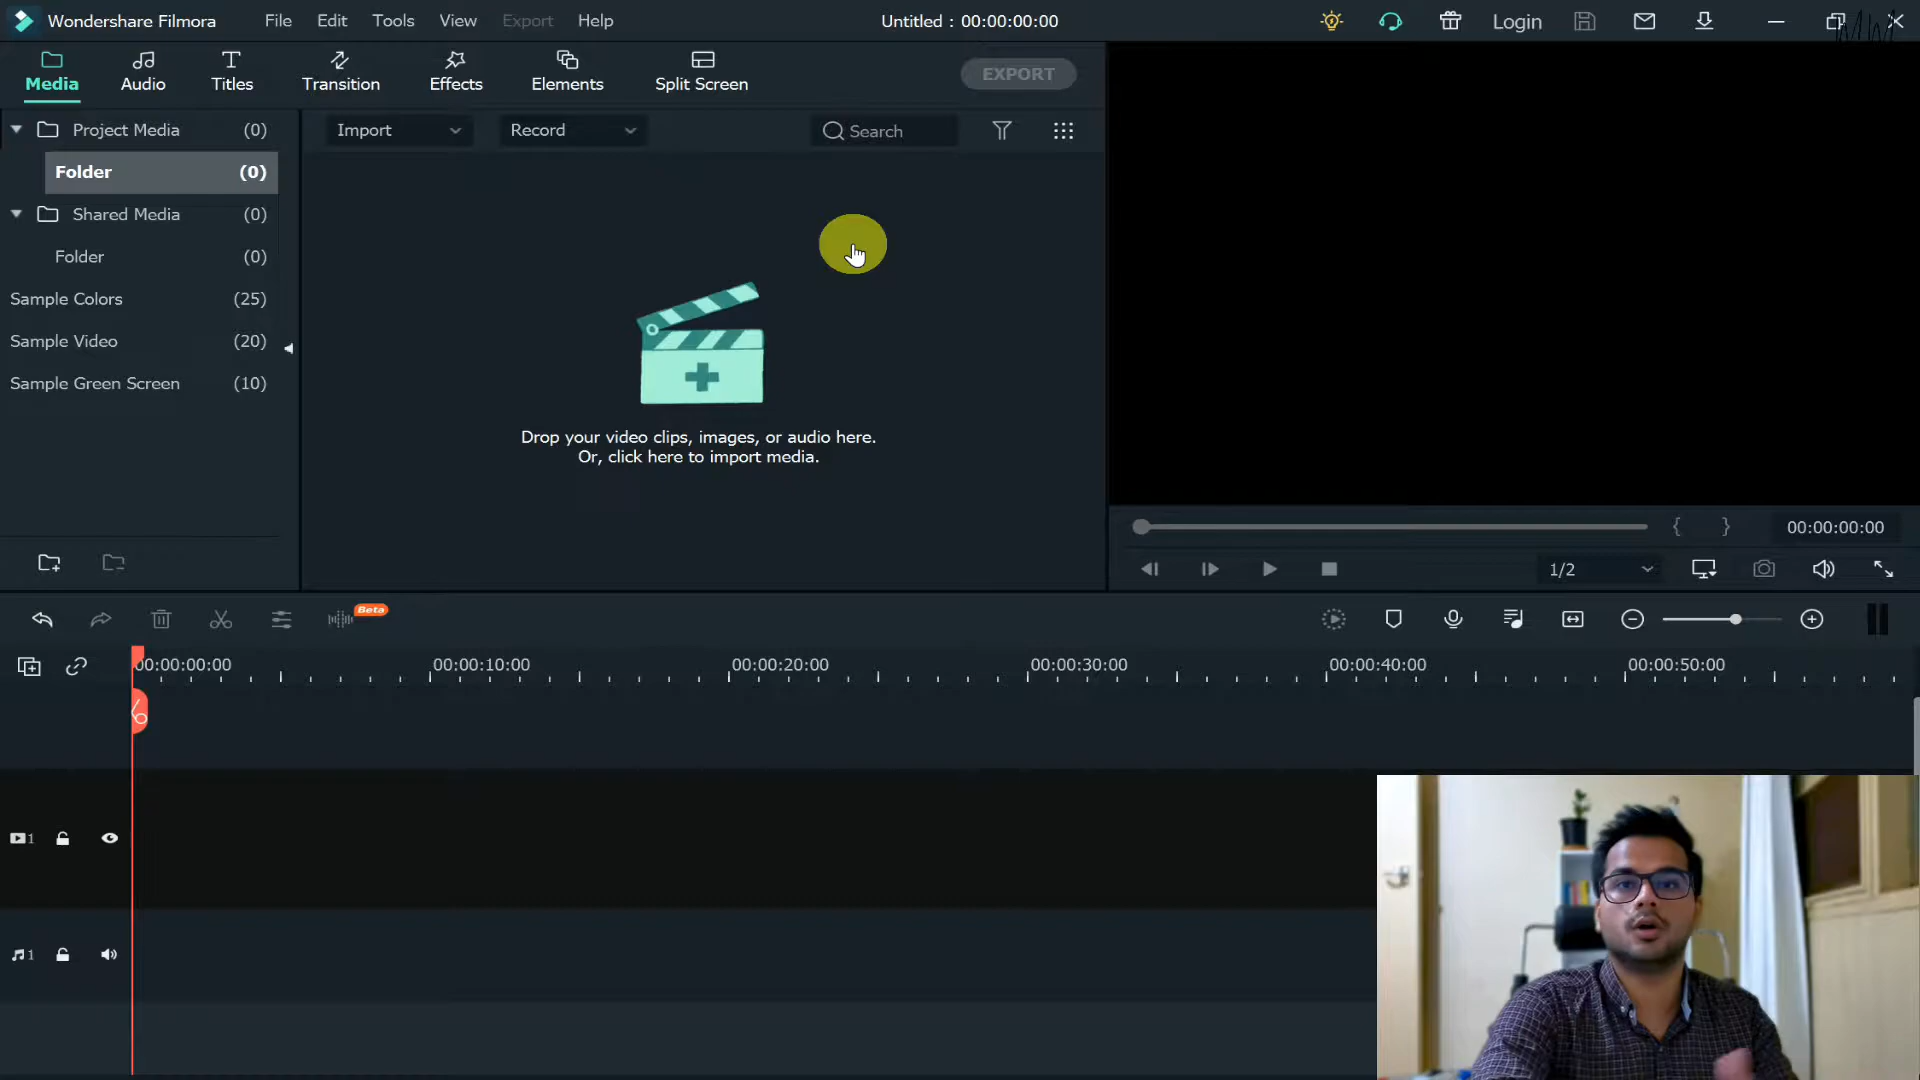 Wondershare Filmora File Edit Tools View Export Help Untitled : 00:00:00:00 Login
Media Audio Titles Transition Effects Elements Split Screen EXPORT
Project Media (0) Import Record Search
Folder (0)
Shared Media (0)
Folder (0)
Sample Colors (25)
Sample Video (20)
Sample Green Screen (10)
Drop your video clips, images, or audio here.
Or, click here to import media.
{ } 00:00:00:00
1/2
Beta
00:00:00:00 00:00:10:00 00:00:20:00 00:00:30:00 00:00:40:00 00:00:50:00
1
1